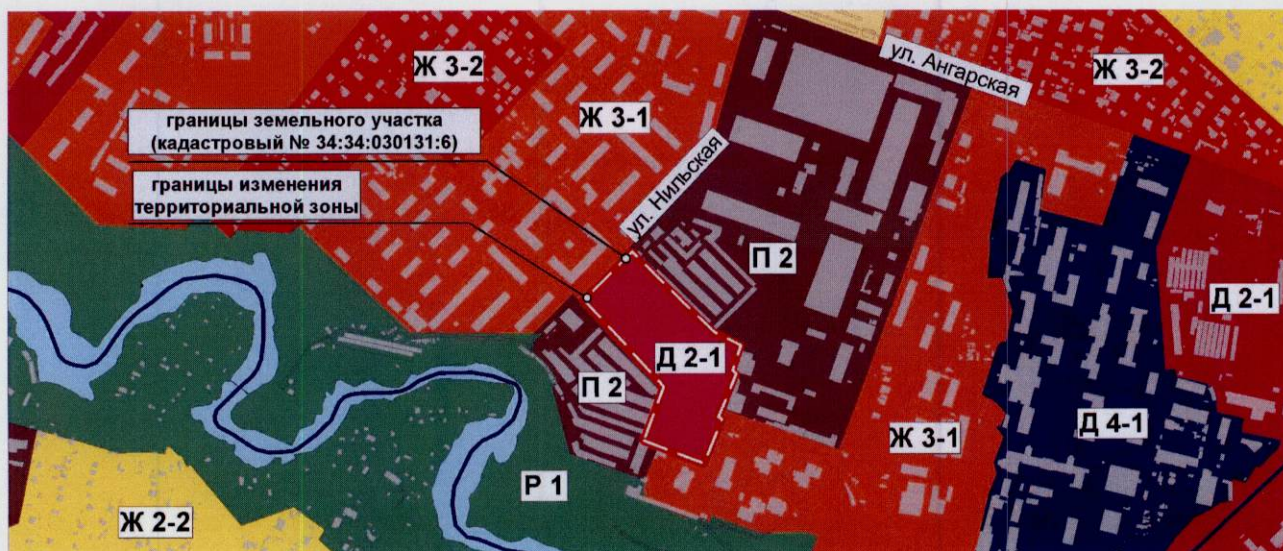 Ж 3-2
ул. Ангарская
Ж 3-2
границы земельного участка
(кадастровый № 34:34:030131:6)
Ж 3-1
границы изменения
территориальной зоны
ул. Нильская
П 2
Д 2-1
Д 2-1
П 2
Ж 3-1
Д 4-1
Р 1
Ж 2-2